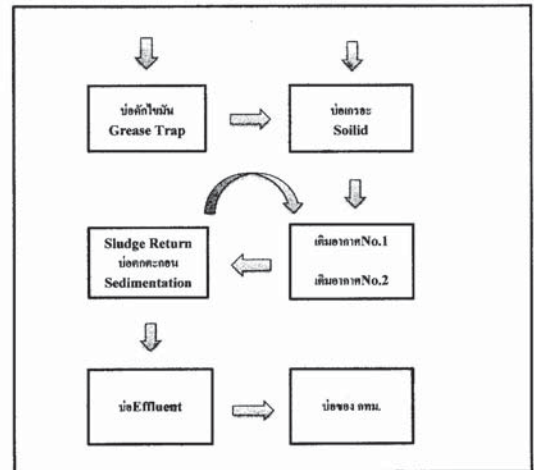 บ่อดักไขมัน
Grease Trap
บ่อเกรอะ
Soilid
Sludge Return
บ่อตกตะกอน
Sedimentation
เติมอากาศNo.1
เติมอากาศNo.2
บ่อEffluent
บ่อของ กทม.